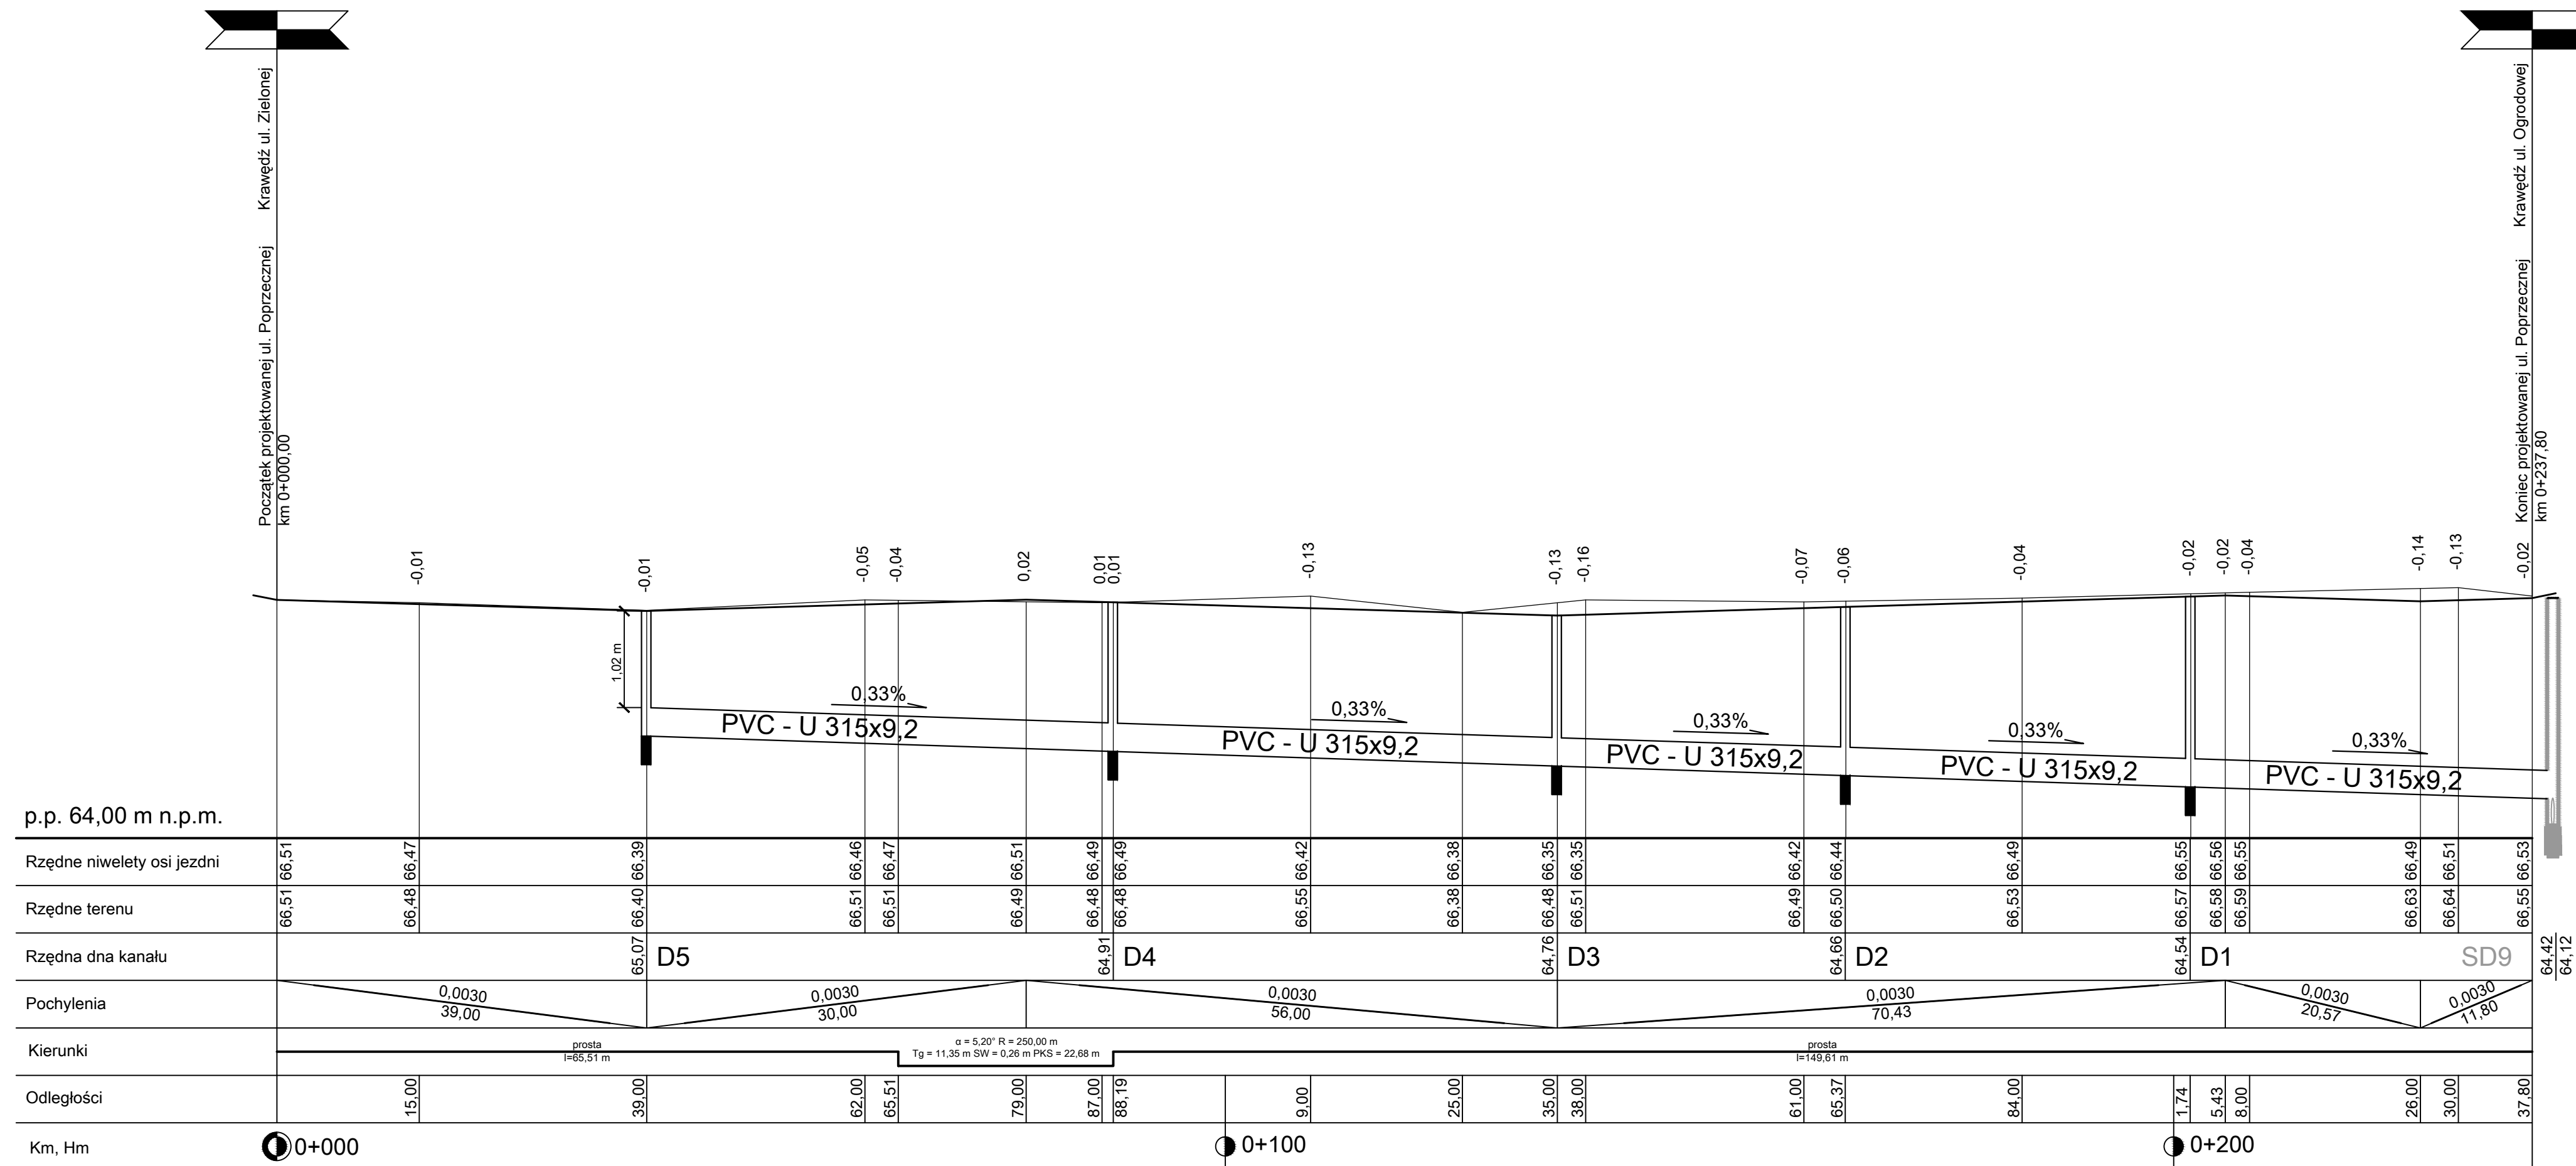 Krawędź ul. Zielonej
Początek projektowanej ul. Poprzecznej
km 0+000,00
Krawędź ul. Ogrodowej
Koniec projektowanej ul. Poprzecznej
km 0+237,80
-0,01 -0,01 -0,05 -0,04 0,02 0,01 0,01 -0,13 -0,13 -0,16 -0,07 -0,06 -0,04 -0,02 -0,02 -0,04 -0,14 -0,13 -0,02
1,02 m
0,33% 0,33% 0,33% 0,33% 0,33%
PVC - U 315x9,2 PVC - U 315x9,2 PVC - U 315x9,2 PVC - U 315x9,2 PVC - U 315x9,2
p.p. 64,00 m n.p.m.
Rzędne niwelety osi jezdni 66,51 66,47 66,39 66,46 66,47 66,51 66,49 66,49 66,42 66,38 66,35 66,35 66,42 66,44 66,49 66,55 66,56 66,55 66,49 66,51 66,53
Rzędne terenu 66,51 66,48 66,40 66,51 66,51 66,49 66,48 66,48 66,55 66,38 66,48 66,51 66,49 66,50 66,53 66,57 66,58 66,59 66,63 66,64 66,55
Rzędna dna kanału 65,07 D5 64,91 D4 64,76 D3 64,66 D2 64,54 D1 SD9 64,42 64,12
Pochylenia 0,0030 0,0030 0,0030 0,0030 0,0030 0,0030
39,00 30,00 56,00 70,43 20,57 11,80
Kierunki prosta α = 5,20° R = 250,00 m prosta
l=65,51 m Tg = 11,35 m SW = 0,26 m PKS = 22,68 m l=149,61 m
Odległości 15,00 39,00 62,00 65,51 79,00 87,00 88,19 9,00 25,00 35,00 38,00 61,00 65,37 84,00 1,74 5,43 8,00 26,00 30,00 37,80
Km, Hm 0+000 0+100 0+200